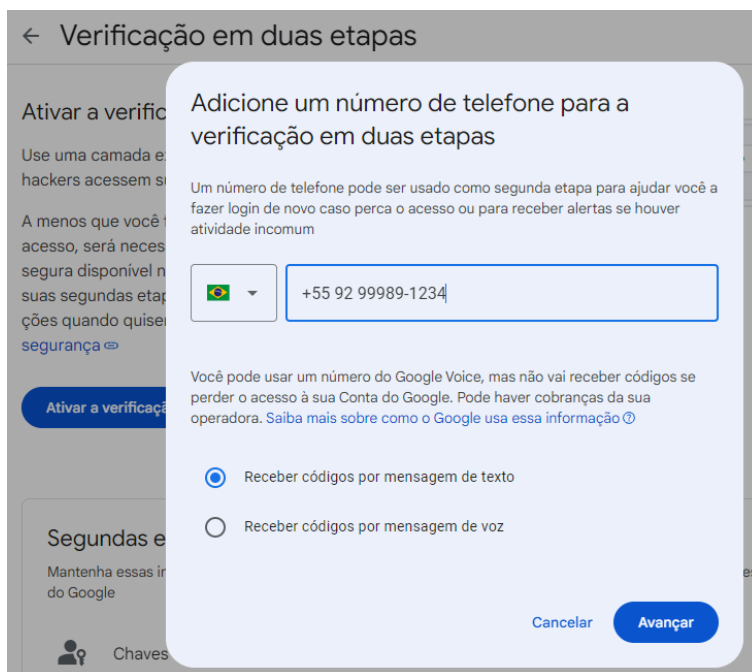 Verificação em duas etapas
Ativar a verific
Use uma camada e
hackers acessem s
A menos que você
acesso, será neces
segura disponível n
suas segundas etap
ções quando quise
segurança
Ativar a verificaç
Adicione um número de telefone para a
verificação em duas etapas
Um número de telefone pode ser usado como segunda etapa para ajudar você a
fazer login de novo caso perca o acesso ou para receber alertas se houver
atividade incomum
+55 92 99989-1234
Você pode usar um número do Google Voice, mas não vai receber códigos se
perder o acesso à sua Conta do Google. Pode haver cobranças da sua
operadora. Saiba mais sobre como o Google usa essa informação
Receber códigos por mensagem de texto
Receber códigos por mensagem de voz
Cancelar
Avançar
Segundas e
Mantenha essas in
do Google
Chaves